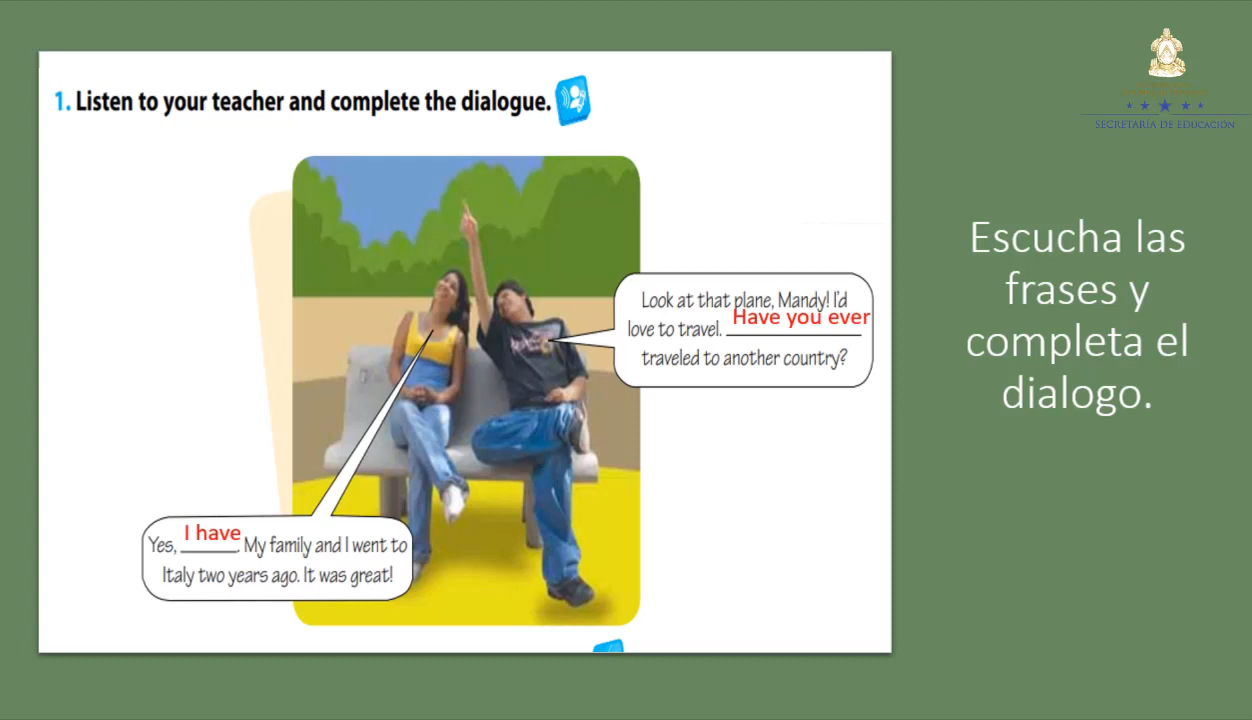 1. Listen to your teacher and complete the dialogue.
Look at that plane, Mandy! I'd
love to travel. Have you ever
traveled to another country?
Yes, I have. My family and I went to
Italy two years ago. It was great!
SECRETARÍA DE EDUCACIÓN
Escucha las
frases y
completa el
dialogo.